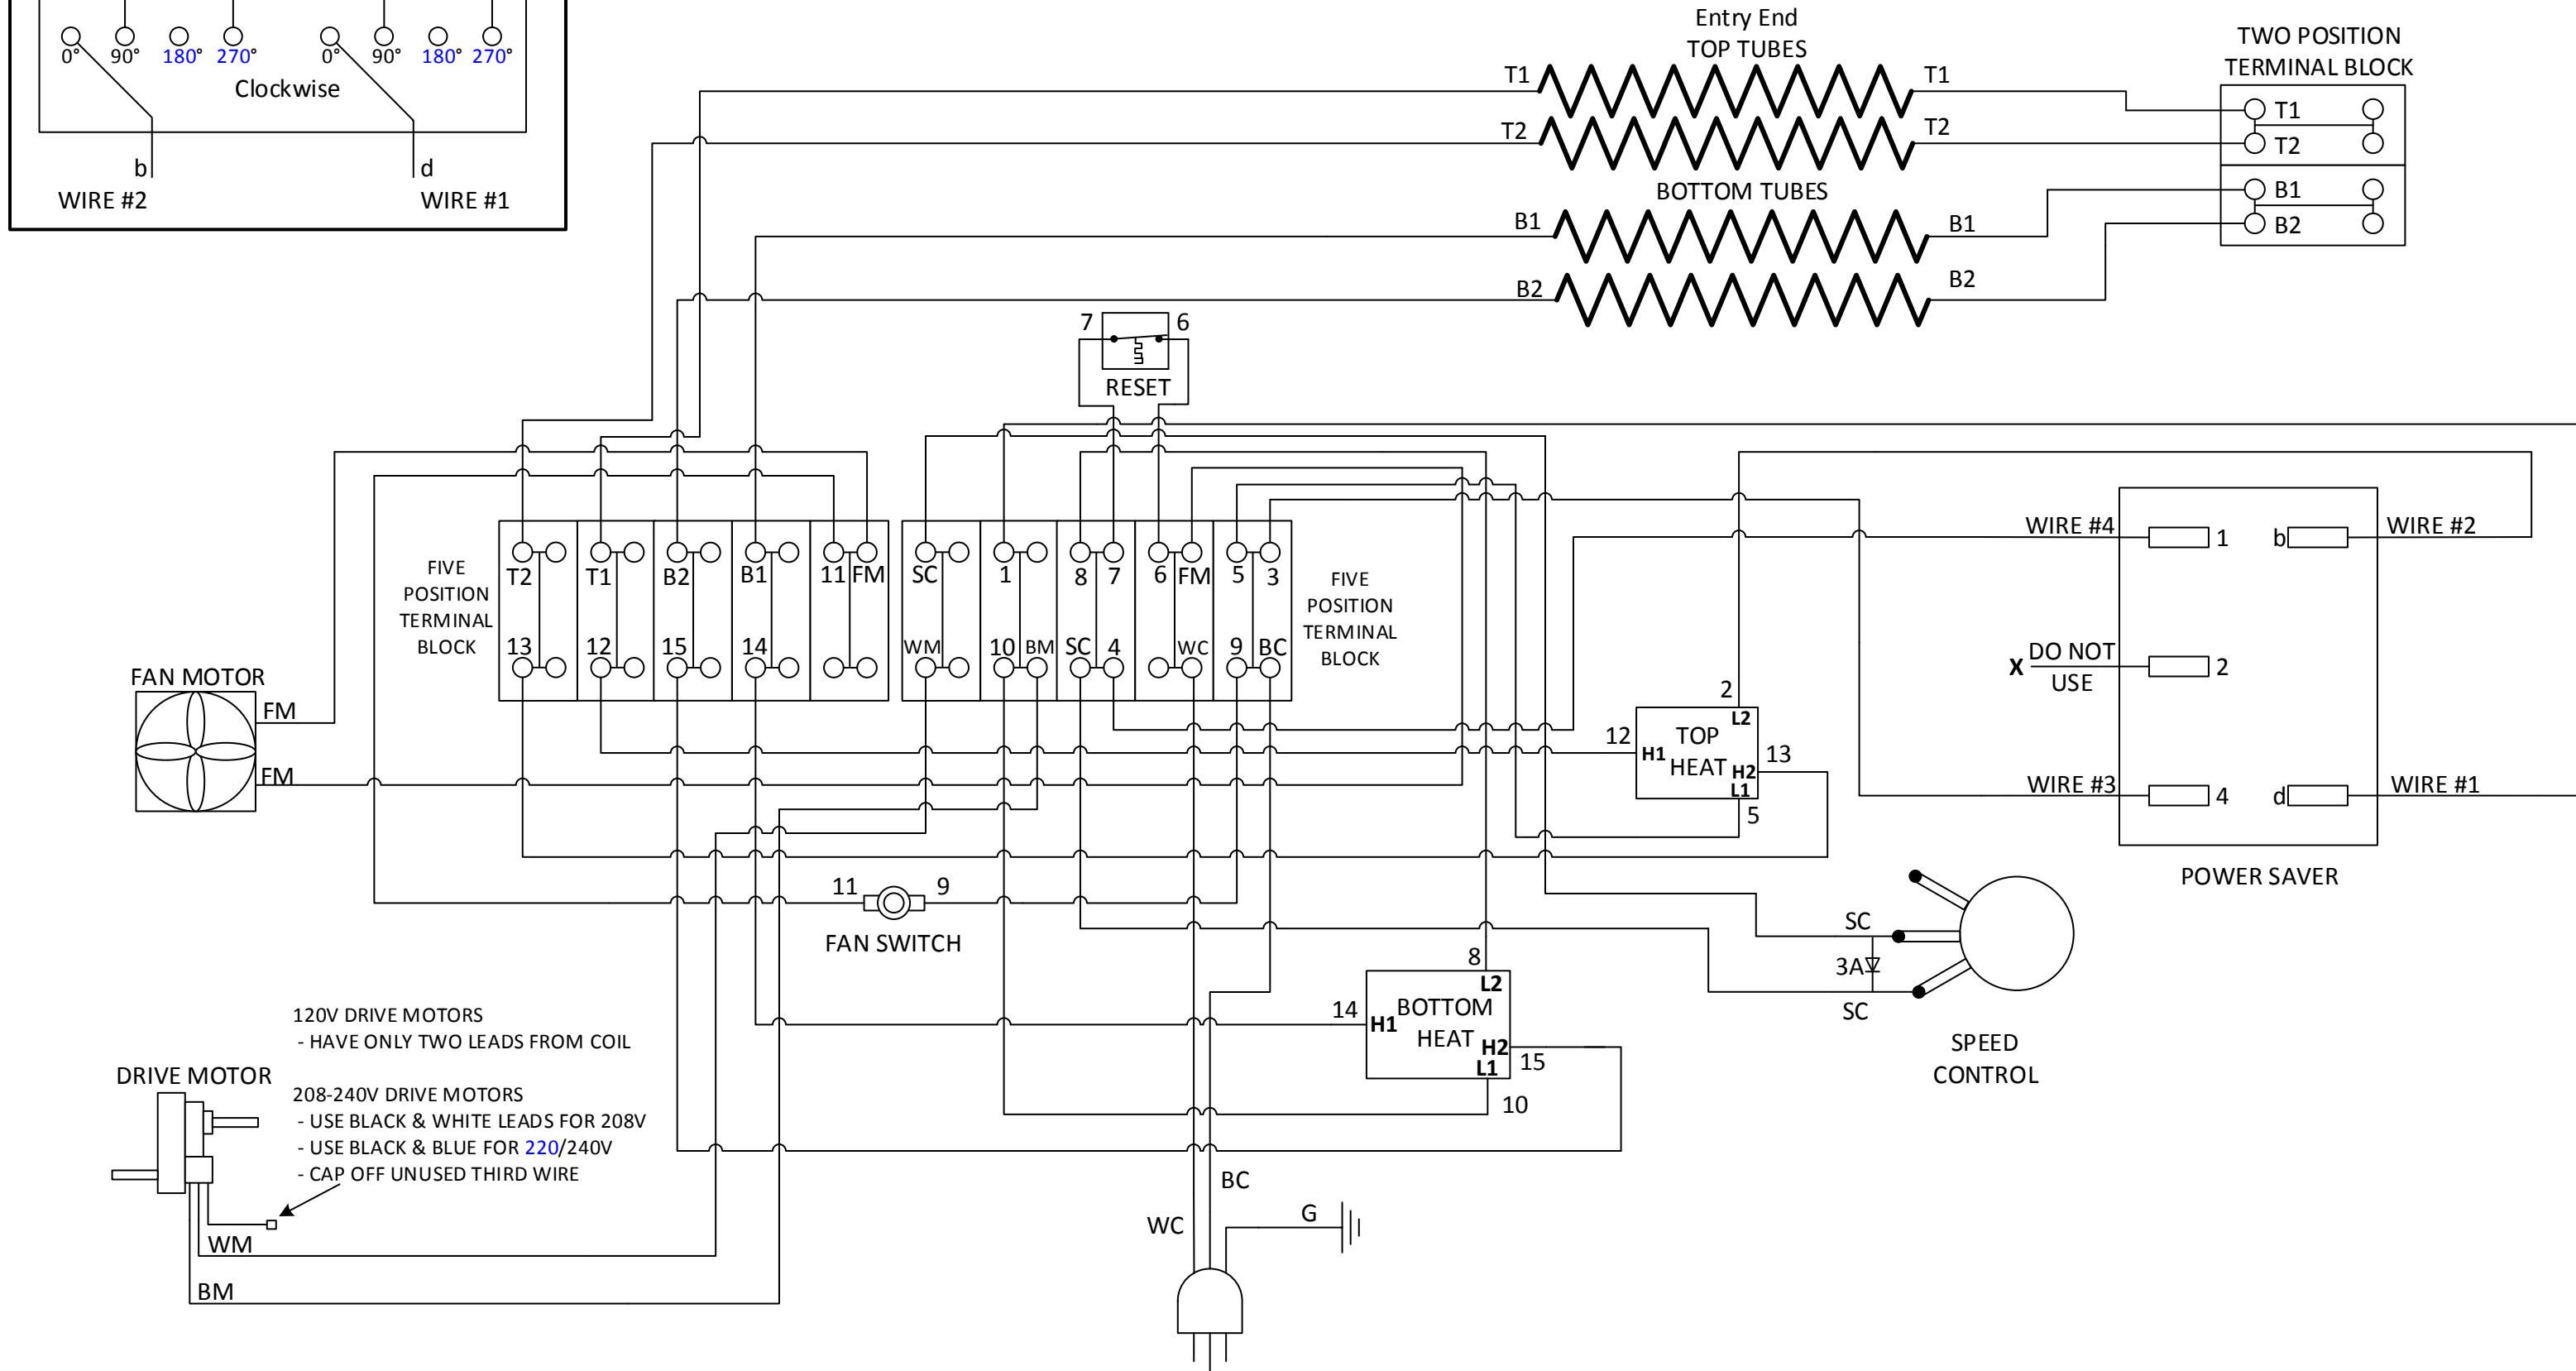 0° 90° 180° 270° 0° 90° 180° 270°
Clockwise
b d
WIRE #2 WIRE #1
Entry End
TOP TUBES
T1 T1
T2 T2
BOTTOM TUBES
B1 B1
B2 B2
TWO POSITION
TERMINAL BLOCK
T1
T2
B1
B2
7 6
RESET
FIVE
POSITION
TERMINAL
BLOCK
T2 T1 B2 B1 11 FM
13 12 15 14
SC 1 8 7 6 FM 5 3
WM 10 BM SC 4 WC 9 BC
FIVE
POSITION
TERMINAL
BLOCK
WIRE #4 1 b WIRE #2
X DO NOT
USE
2
WIRE #3 4 d WIRE #1
POWER SAVER
FAN MOTOR
FM
FM
2
L2
12 H1 TOP
HEAT
H2 13
L1
5
11 9
FAN SWITCH
SC
3A
SC
SPEED
CONTROL
8
L2
14 H1 BOTTOM
HEAT
H2 15
L1
10
120V DRIVE MOTORS
- HAVE ONLY TWO LEADS FROM COIL
DRIVE MOTOR
208-240V DRIVE MOTORS
- USE BLACK & WHITE LEADS FOR 208V
- USE BLACK & BLUE FOR 220/240V
- CAP OFF UNUSED THIRD WIRE
WM
BM
BC
WC
G